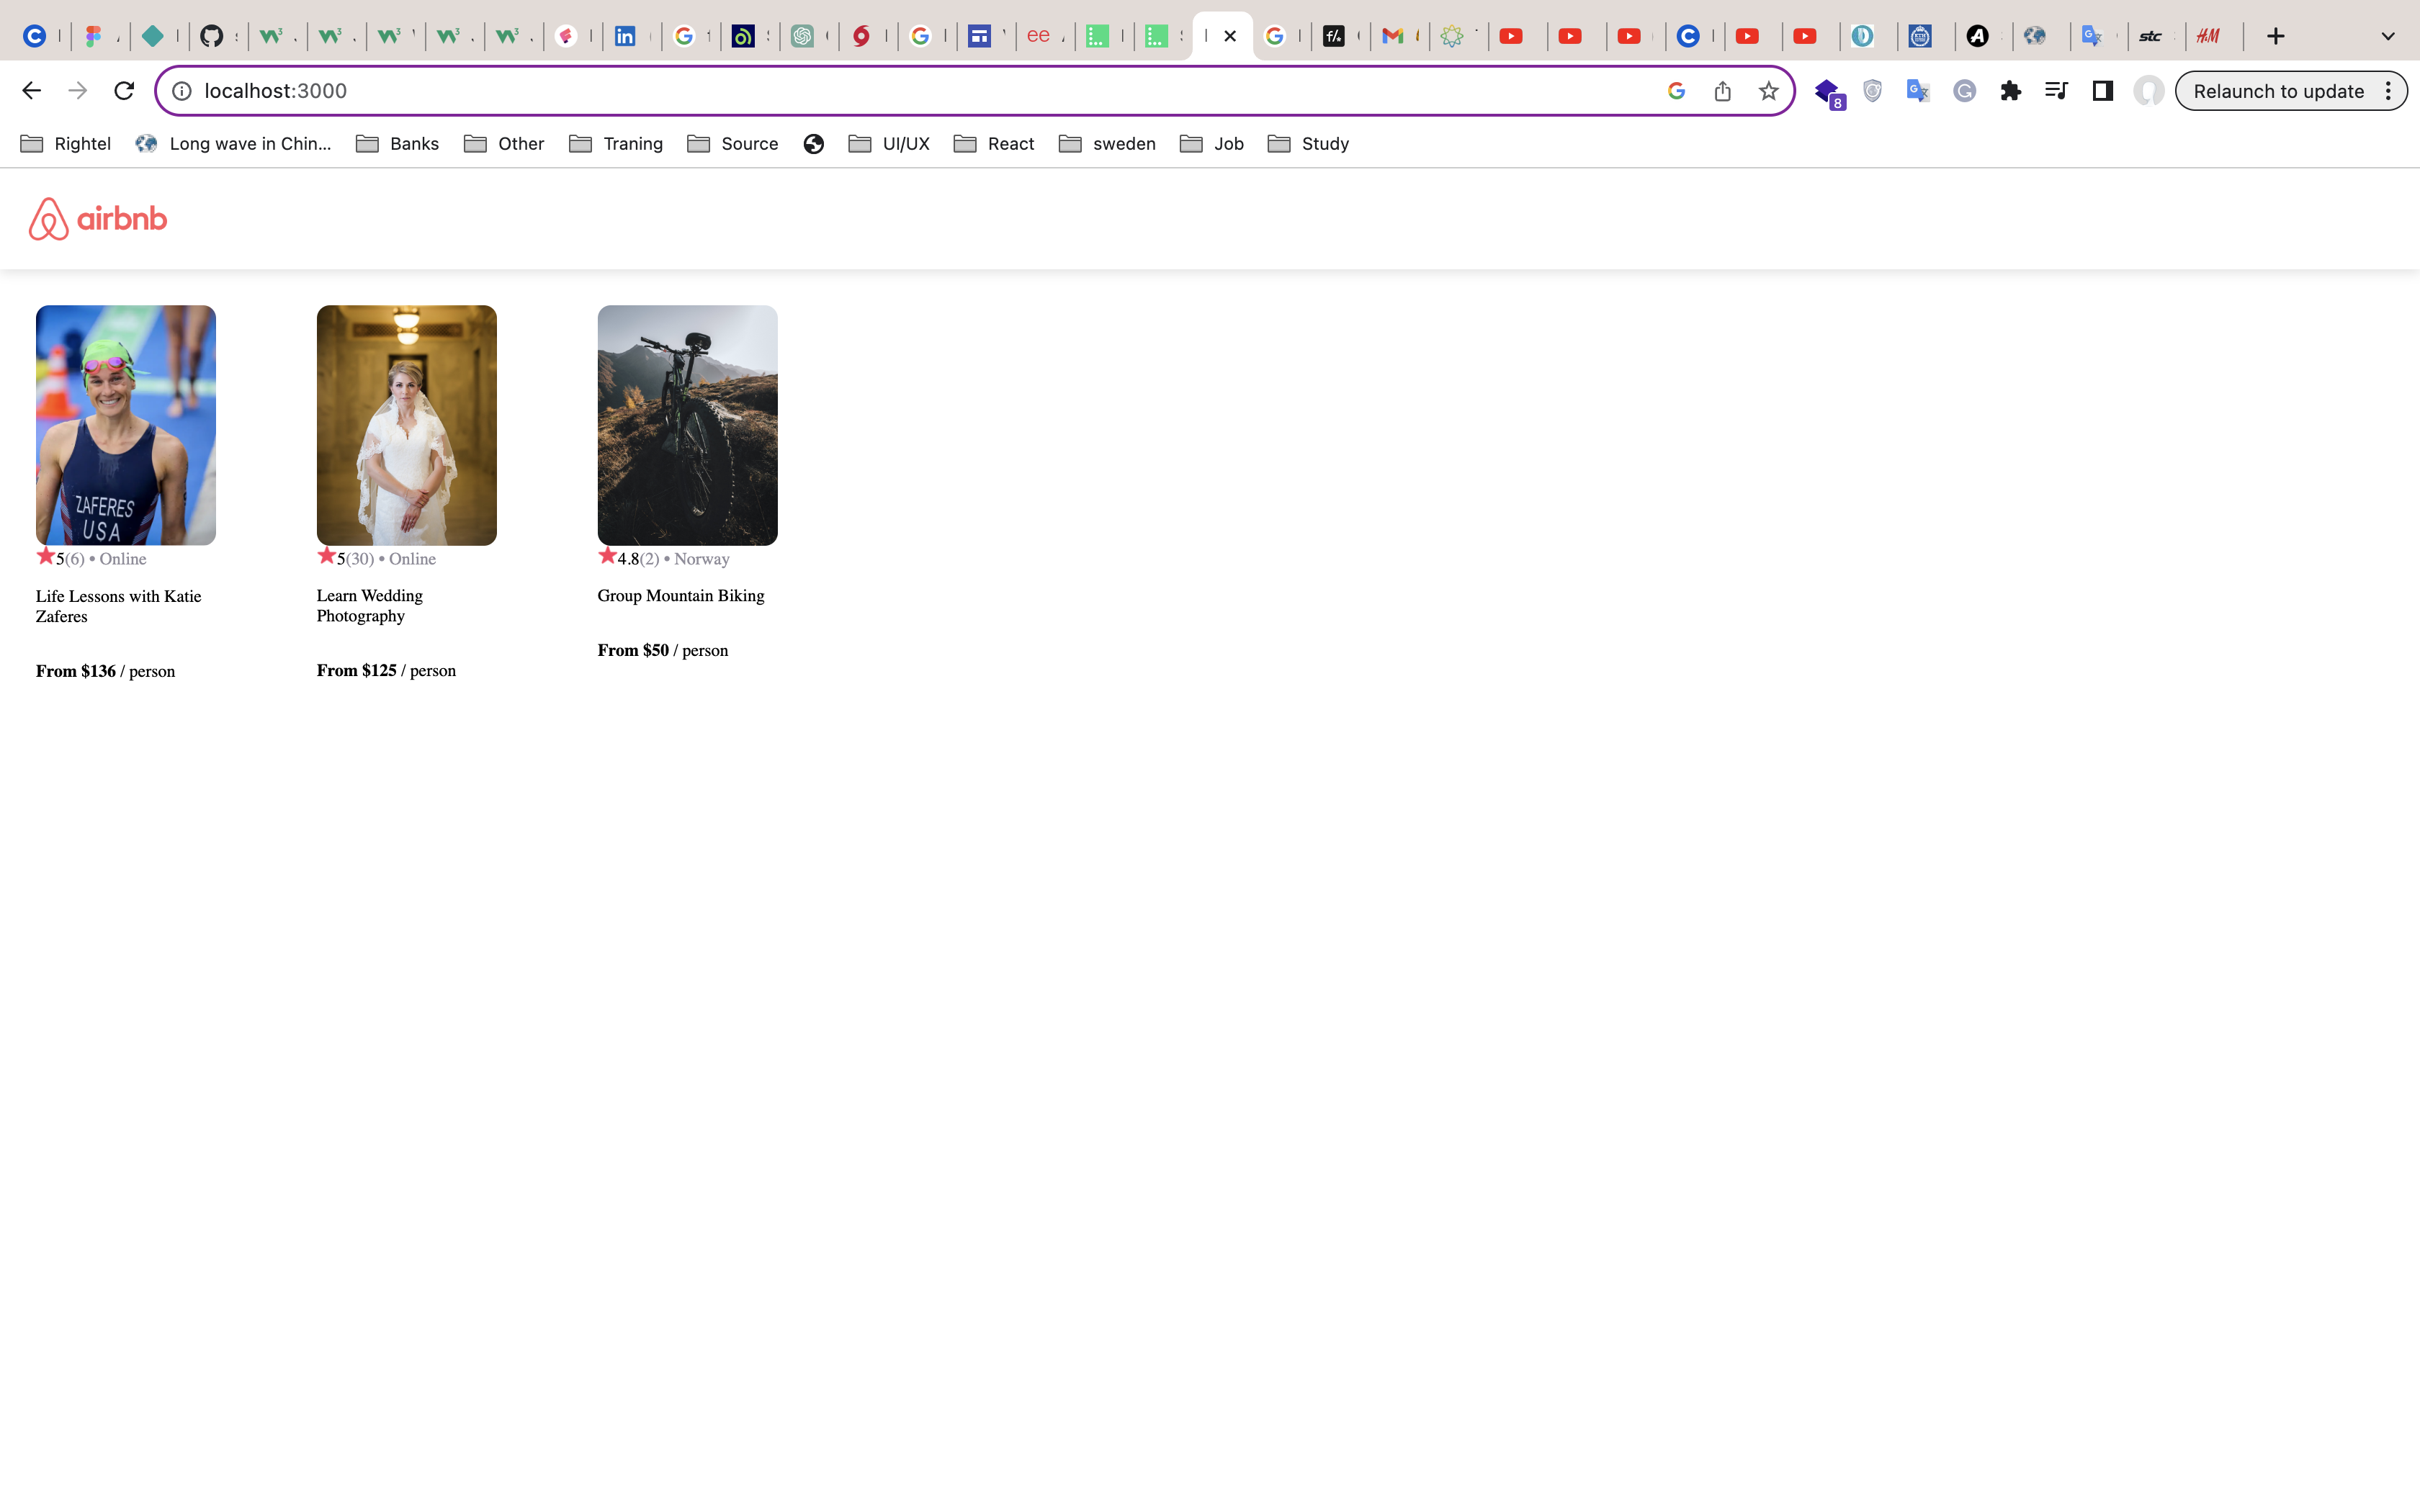 localhost:3000
Relaunch to update
8
Rightel
Long wave in Chin...
Banks
Other
Traning
Source
UI/UX
React
sweden
Job
Study
airbnb
ZAFERES
USA
5(6) • Online
Life Lessons with Katie
Zaferes
From $136 / person
5(30) • Online
Learn Wedding
Photography
From $125 / person
4.8(2) • Norway
Group Mountain Biking
From $50 / person